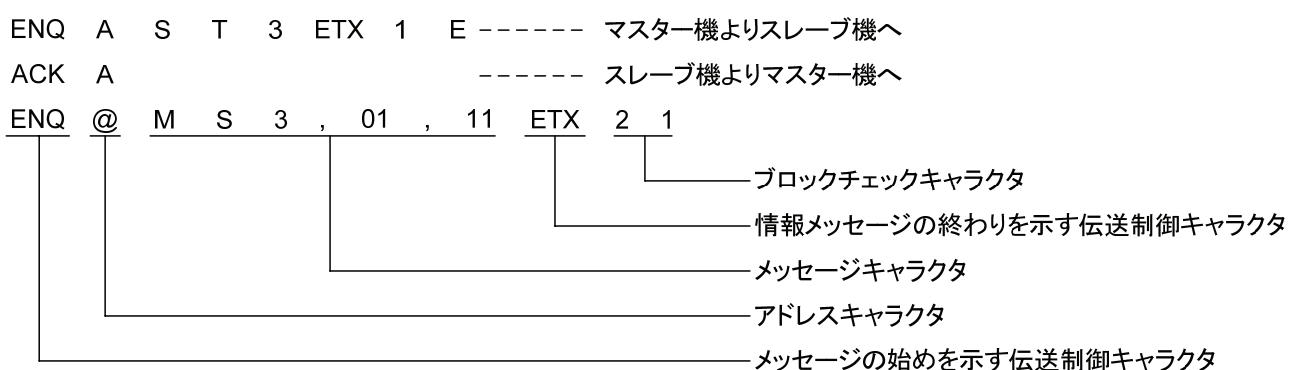 ENQ A S T 3 ETX 1 E ------ マスター機よりスレーブ機へ
ACK A ------ スレーブ機よりマスター機へ
ENQ @ M S 3 , 01 , 11 ETX 2 1
ブロックチェックキャラクタ
情報メッセージの終わりを示す伝送制御キャラクタ
メッセージキャラクタ
アドレスキャラクタ
メッセージの始めを示す伝送制御キャラクタ